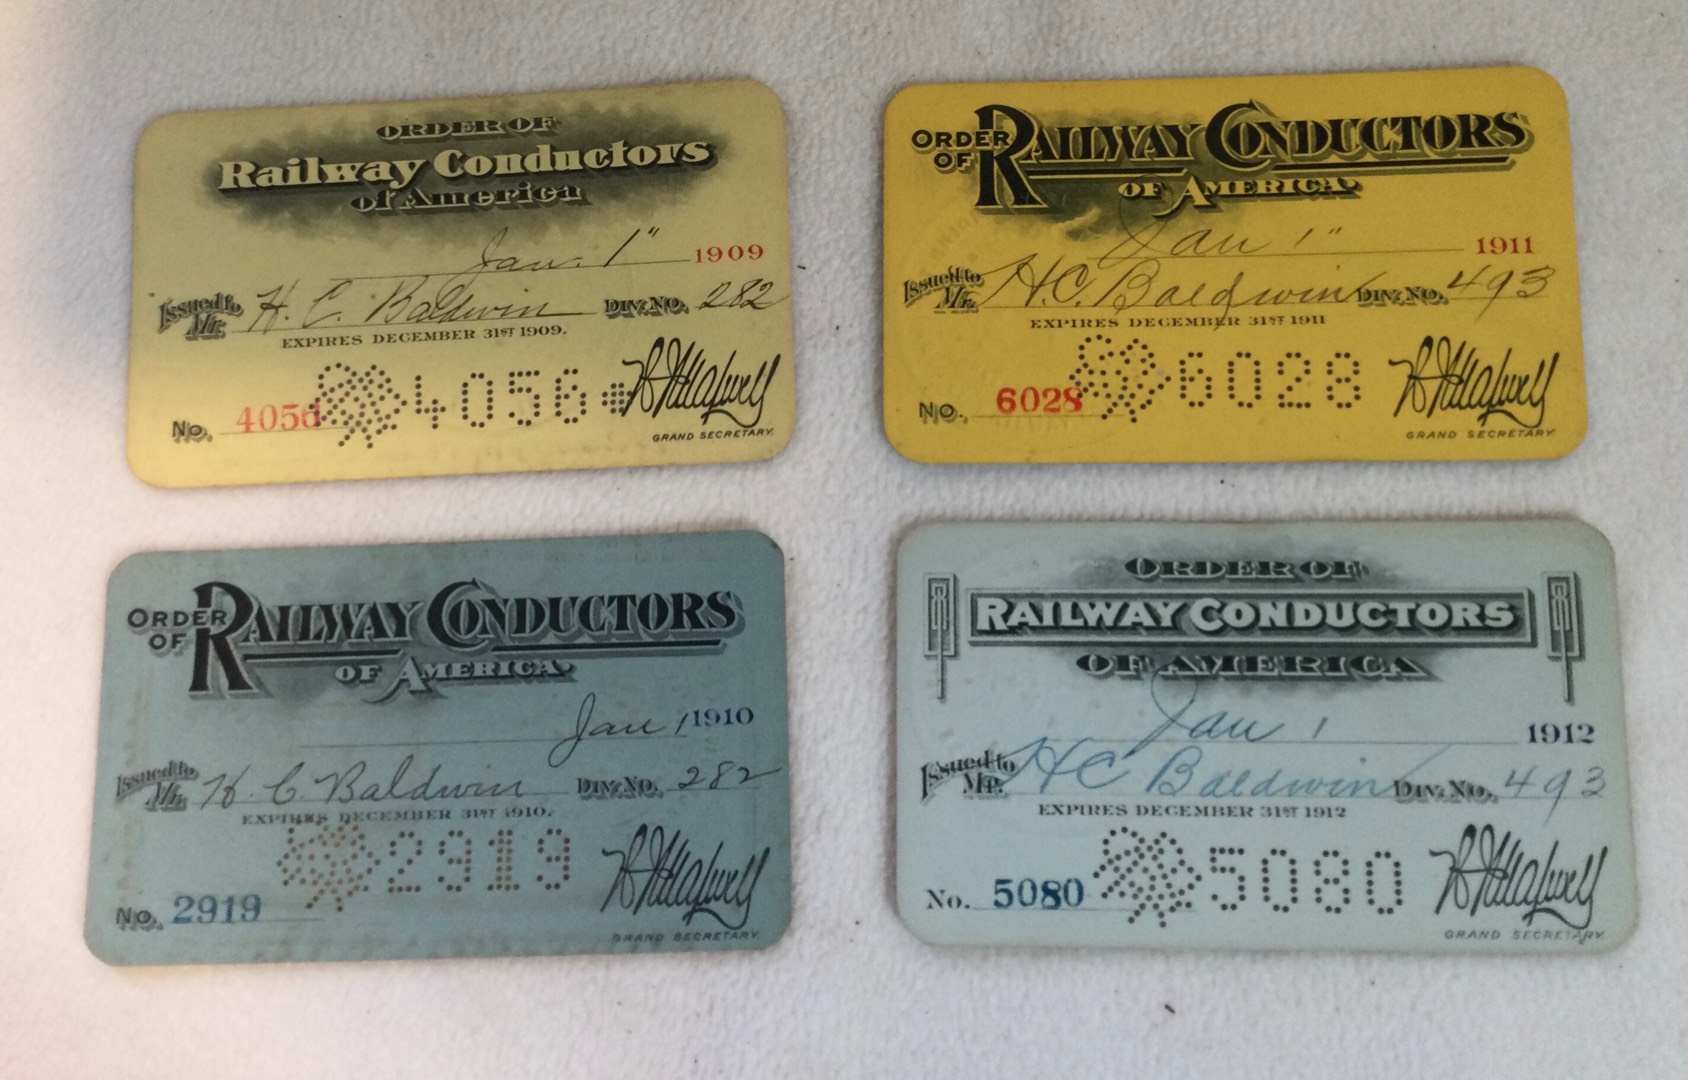 ORDER OF
Railway Conductors
of America
Jan. 1" 1909
Issued to Mr. H. C. Baldwin DIV. NO. 282
EXPIRES DECEMBER 31ST 1909.
No. 4056 4056
GRAND SECRETARY.
ORDER OF RAILWAY CONDUCTORS
OF AMERICA
Jan 1" 1911
Issued to Mr. H.C. Baldwin DIV. NO. 493
EXPIRES DECEMBER 31ST 1911
NO. 6028 6028
GRAND SECRETARY.
ORDER OF RAILWAY CONDUCTORS
OF AMERICA
Jan 1 1910
Issued to Mr. H. C. Baldwin DIV. NO. 282
EXPIRES DECEMBER 31ST 1910.
No. 2919 2919
GRAND SECRETARY.
ORDER OF
RAILWAY CONDUCTORS
OF AMERICA
Jan 1 1912
Issued to Mr. HC Baldwin DIV. NO. 493
EXPIRES DECEMBER 31ST 1912
No. 5080 5080
GRAND SECRETARY.